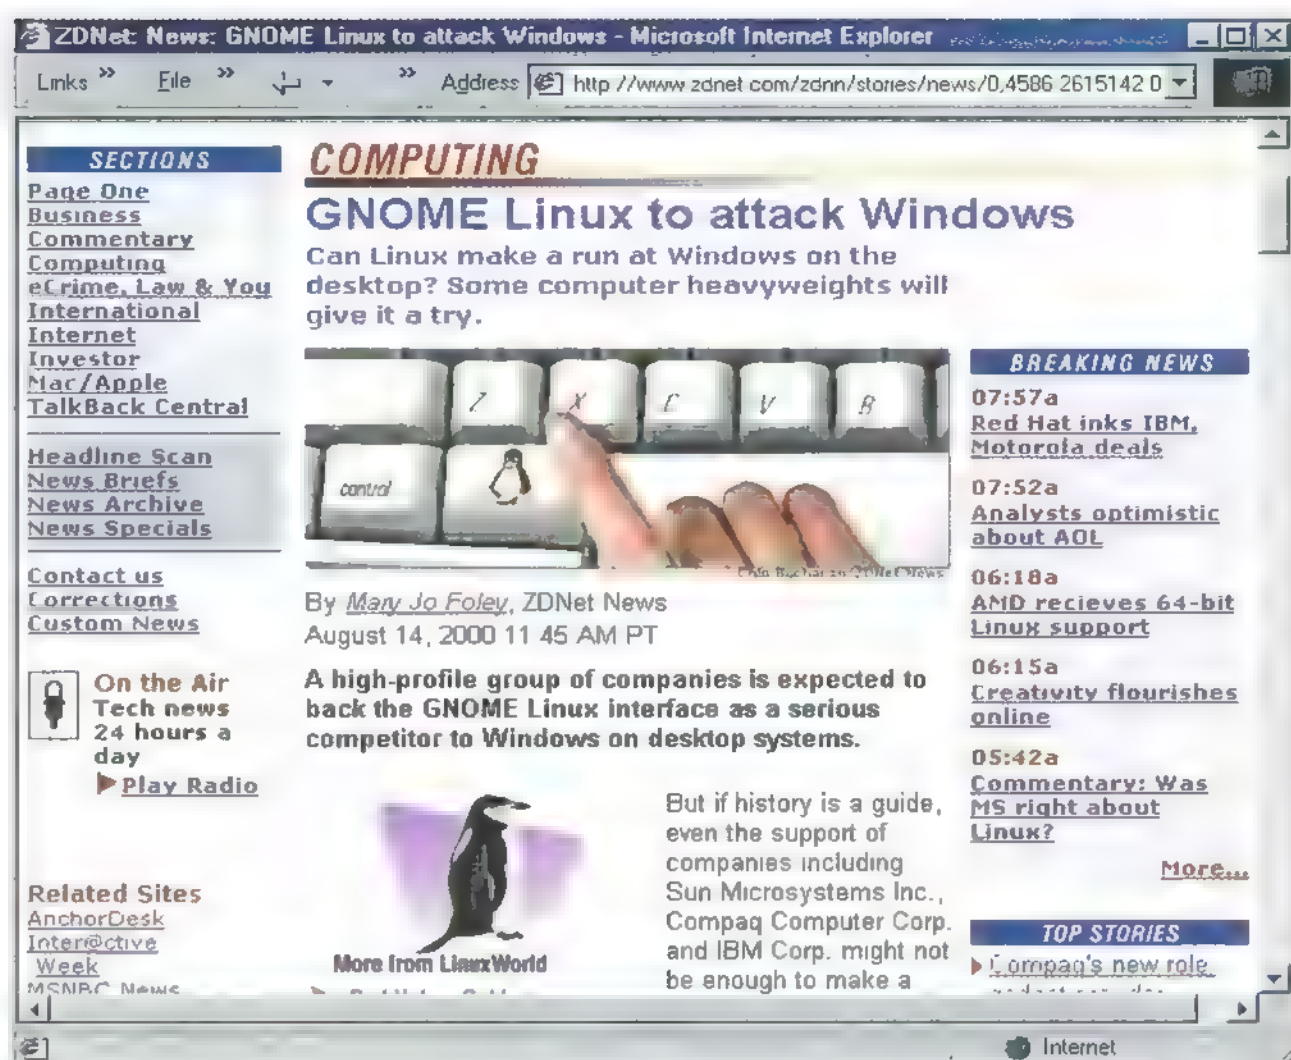 ZDNet: News: GNOME Linux to attack Windows - Microsoft Internet Explorer
Links » File » » Address http //www zdnet com/zdnn/stories/news/0,4586 2615142 0
SECTIONS
Page One
Business
Commentary
Computing
eCrime, Law & You
International
Internet
Investor
Mac/Apple
TalkBack Central
Headline Scan
News Briefs
News Archive
News Specials
Contact us
Corrections
Custom News
On the Air
Tech news
24 hours a
day
Play Radio
Related Sites
AnchorDesk
Inter@ctive
Week
MSNBC News
COMPUTING
GNOME Linux to attack Windows
Can Linux make a run at Windows on the
desktop? Some computer heavyweights will
give it a try.
Z X C V B
control
ZDNet News
By Mary Jo Foley, ZDNet News
August 14, 2000 11 45 AM PT
A high-profile group of companies is expected to
back the GNOME Linux interface as a serious
competitor to Windows on desktop systems.
More from LinuxWorld
But if history is a guide,
even the support of
companies including
Sun Microsystems Inc.,
Compaq Computer Corp.
and IBM Corp. might not
be enough to make a
BREAKING NEWS
07:57a
Red Hat inks IBM,
Motorola deals
07:52a
Analysts optimistic
about AOL
06:18a
AMD recieves 64-bit
Linux support
06:15a
Creativity flourishes
online
05:42a
Commentary: Was
MS right about
Linux?
More...
TOP STORIES
Compaq's new role
Internet